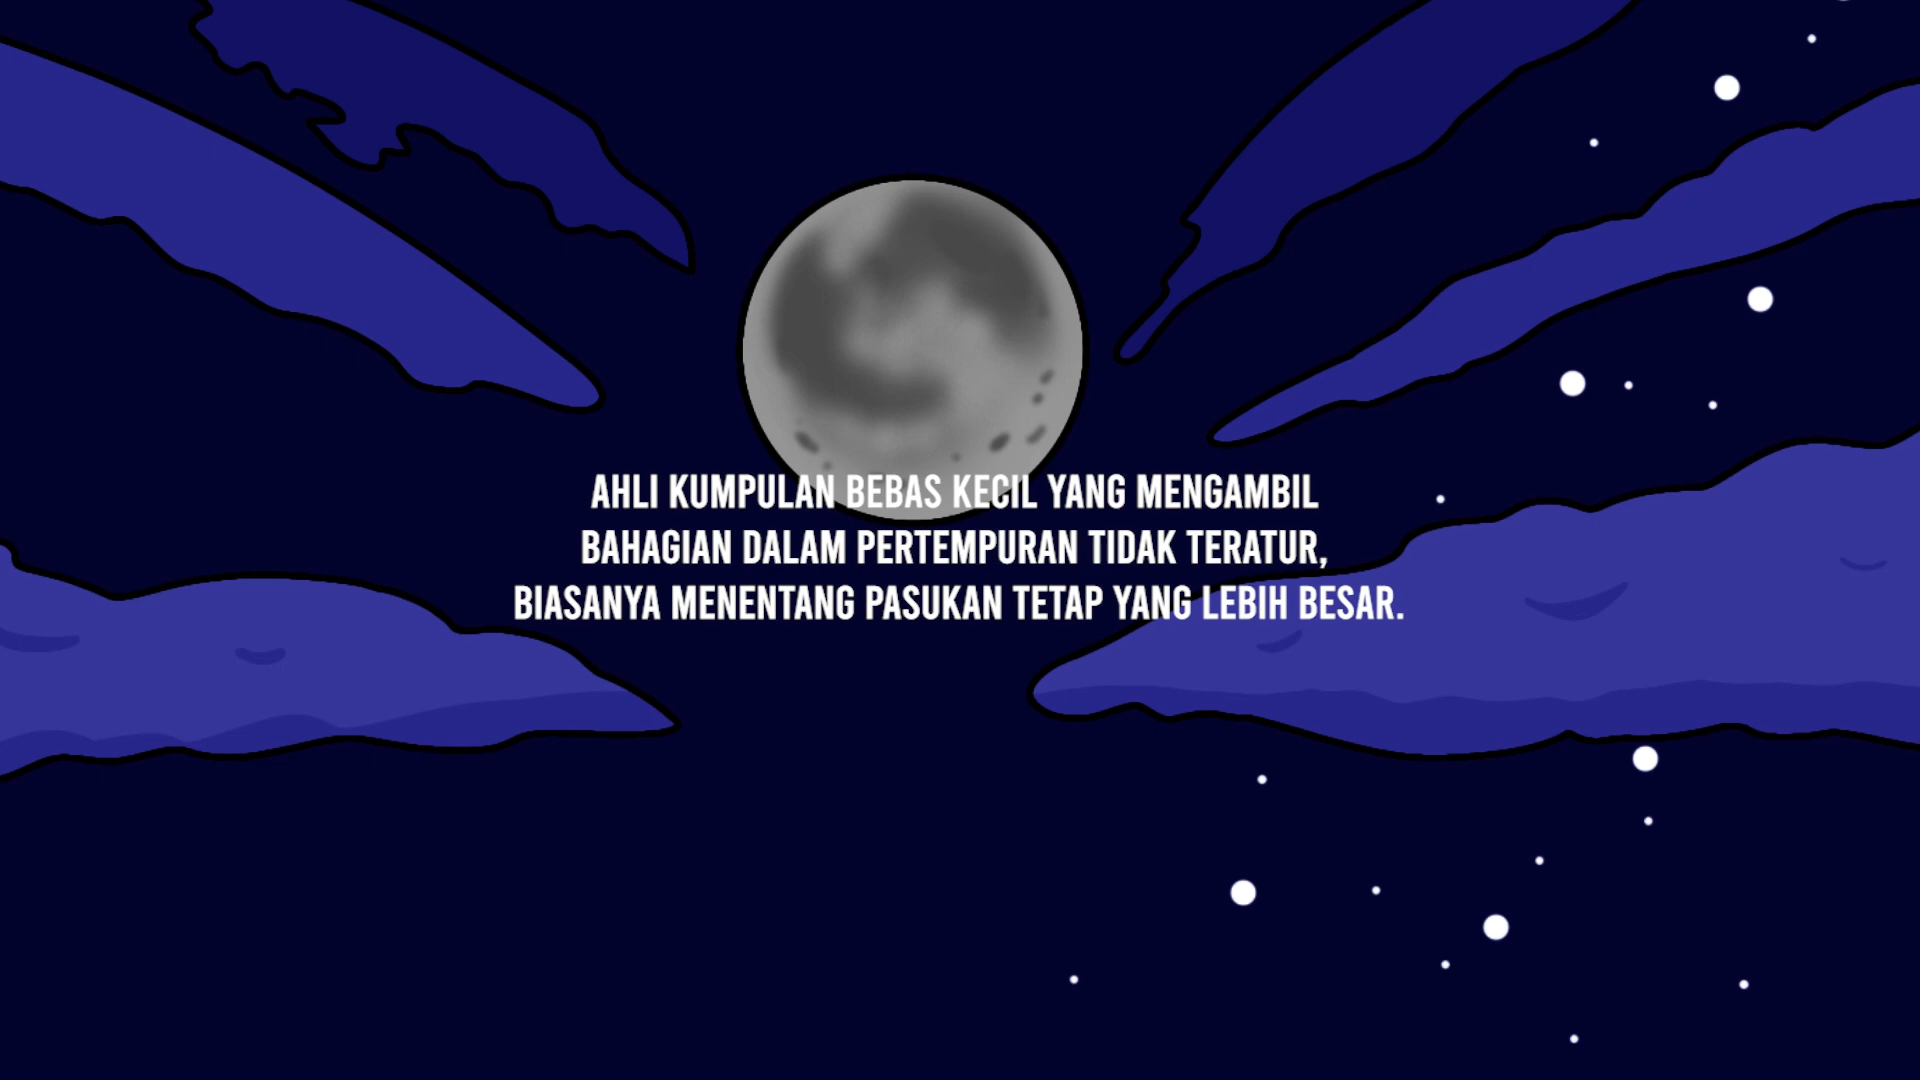 AHLI KUMPULAN BEBAS KECIL YANG MENGAMBIL
BAHAGIAN DALAM PERTEMPURAN TIDAK TERATUR,
BIASANYA MENENTANG PASUKAN TETAP YANG LEBIH BESAR.